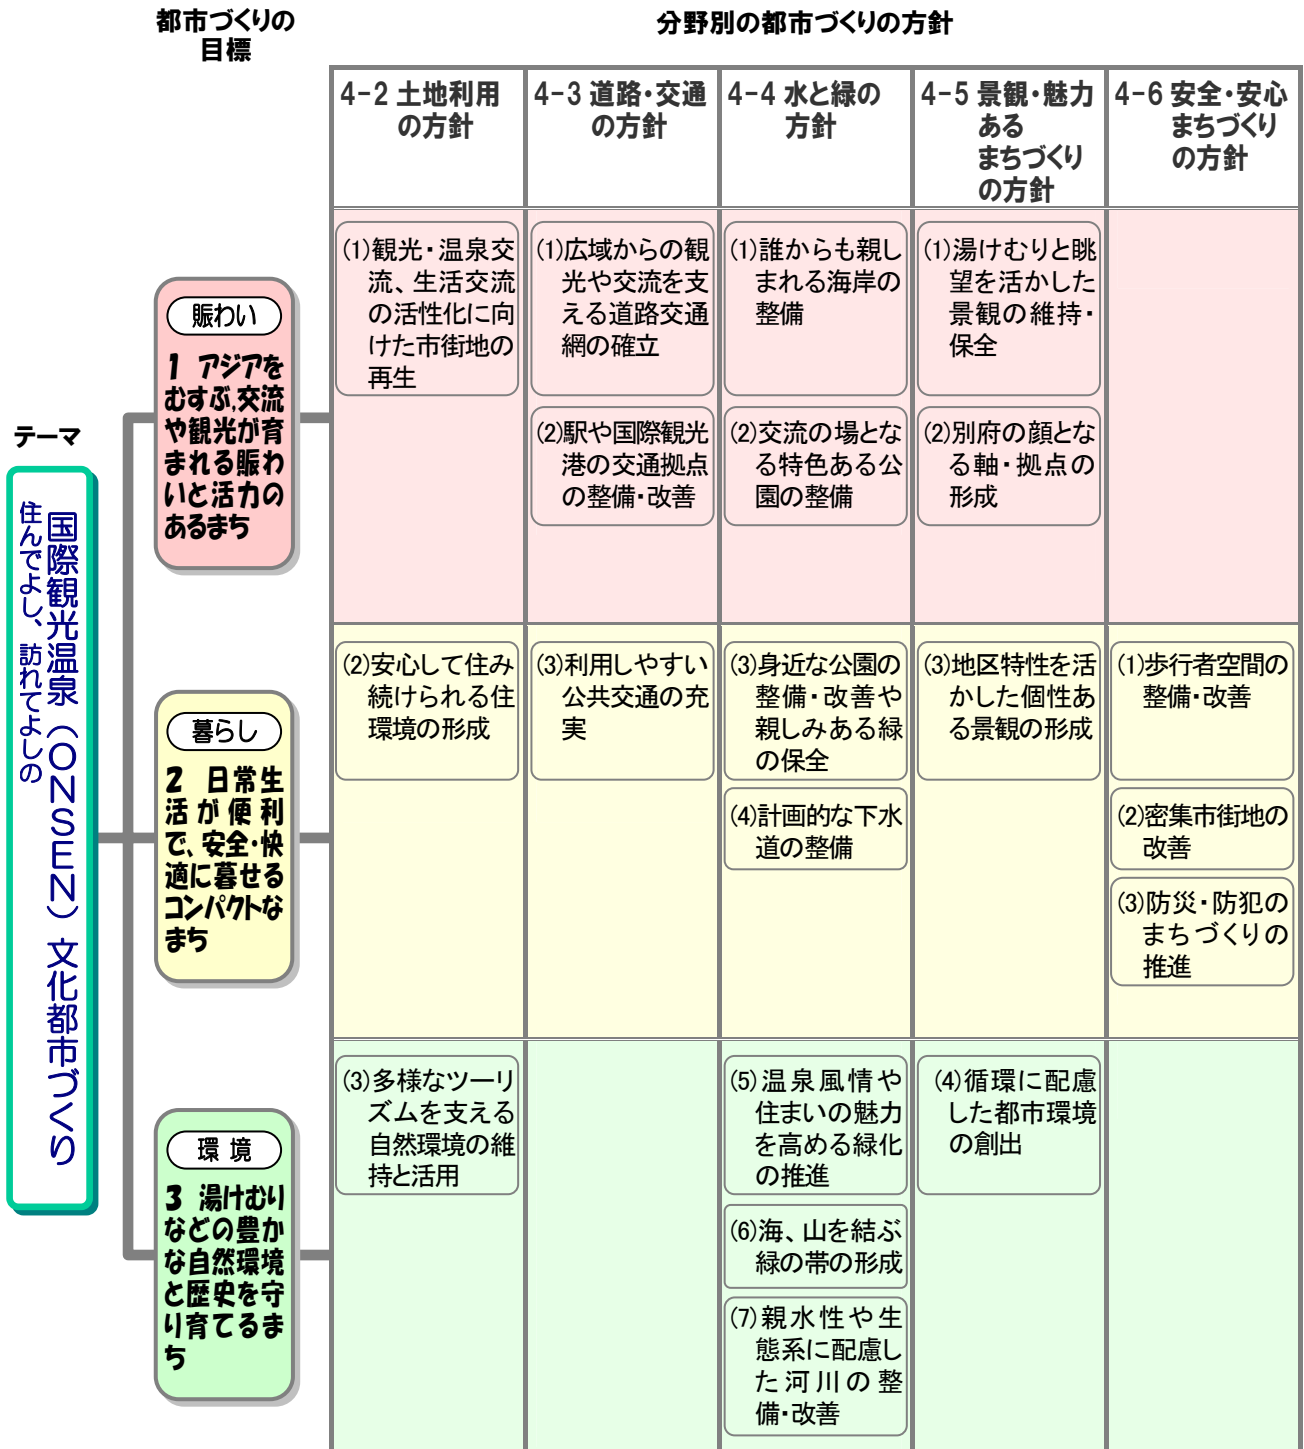 都市づくりの
目標
分野別の都市づくりの方針
4-2 土地利用
の方針
4-3 道路・交通
の方針
4-4 水と緑の
方針
4-5 景観・魅力
ある
まちづくり
の方針
4-6 安全・安心
まちづくり
の方針
テーマ
住んでよし、訪れてよしの
国際観光温泉（ＯＮＳＥＮ）文化都市づくり
賑わい
1 アジアを
むすぶ,交流
や観光が育
まれる賑わ
いと活力の
あるまち
(1)観光・温泉交
流、生活交流
の活性化に向
けた市街地の
再生
(1)広域からの観
光や交流を支
える道路交通
網の確立
(2)駅や国際観光
港の交通拠点
の整備・改善
(1)誰からも親し
まれる海岸の
整備
(2)交流の場とな
る特色ある公
園の整備
(1)湯けむりと眺
望を活かした
景観の維持・
保全
(2)別府の顔とな
る軸・拠点の
形成
暮らし
2 日常生
活が便利
で、安全・快
適に暮せる
コンパクトな
まち
(2)安心して住み
続けられる住
環境の形成
(3)利用しやすい
公共交通の充
実
(3)身近な公園の
整備・改善や
親しみある緑
の保全
(4)計画的な下水
道の整備
(3)地区特性を活
かした個性あ
る景観の形成
(1)歩行者空間の
整備・改善
(2)密集市街地の
改善
(3)防災・防犯の
まちづくりの
推進
環境
3 湯けむり
などの豊か
な自然環境
と歴史を守
り育てるま
ち
(3)多様なツーリ
ズムを支える
自然環境の維
持と活用
(5)温泉風情や
住まいの魅力
を高める緑化
の推進
(6)海、山を結ぶ
緑の帯の形成
(7)親水性や生
態系に配慮し
た河川の整
備・改善
(4)循環に配慮
した都市環境
の創出